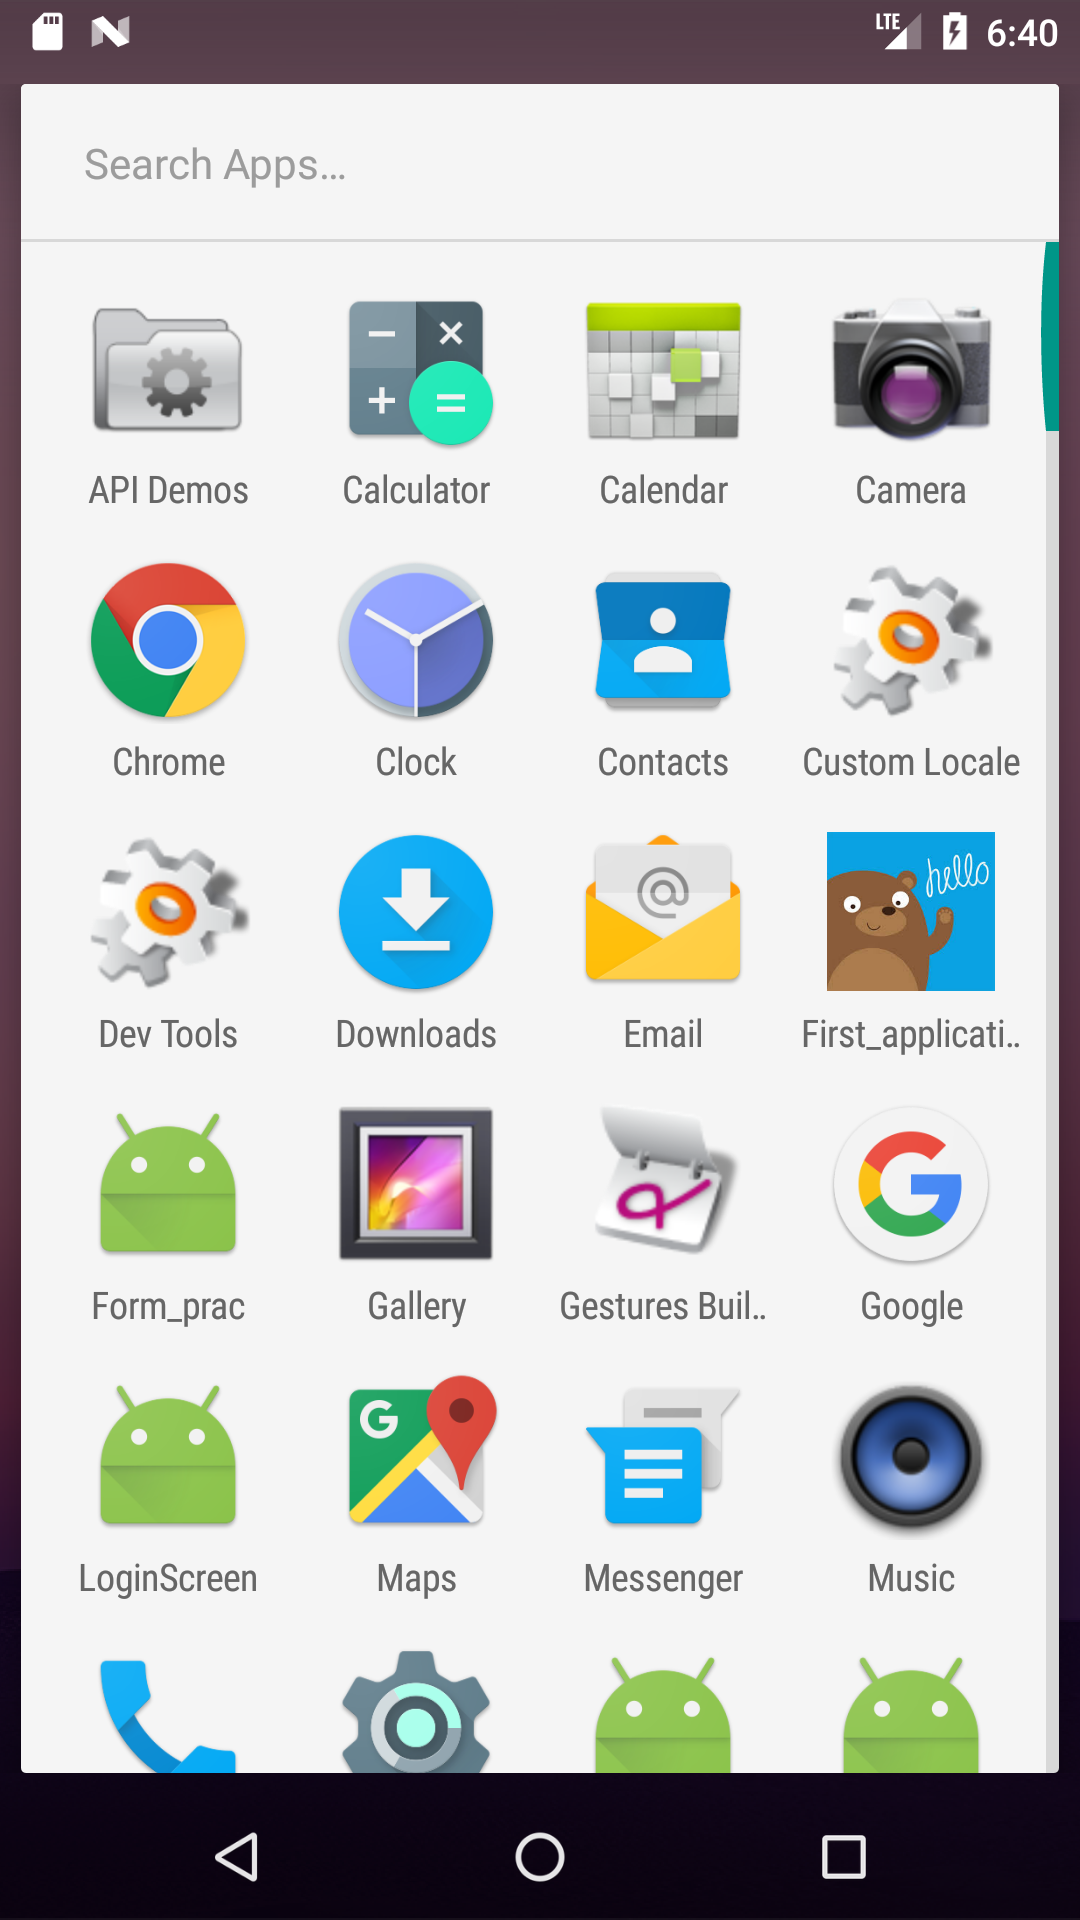 LTE 6:40
Search Apps...
API Demos Calculator Calendar Camera
Chrome Clock Contacts Custom Locale
hello
Dev Tools Downloads Email First_applicati..
Form_prac Gallery Gestures Buil.. Google
LoginScreen Maps Messenger Music